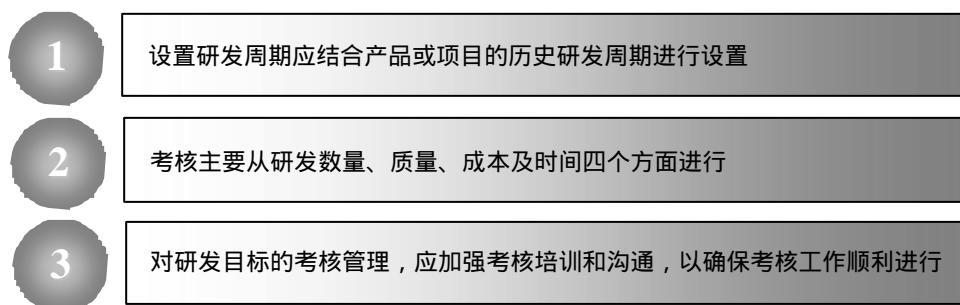 1
设置研发周期应结合产品或项目的历史研发周期进行设置
2
考核主要从研发数量、质量、成本及时间四个方面进行
3
对研发目标的考核管理，应加强考核培训和沟通，以确保考核工作顺利进行